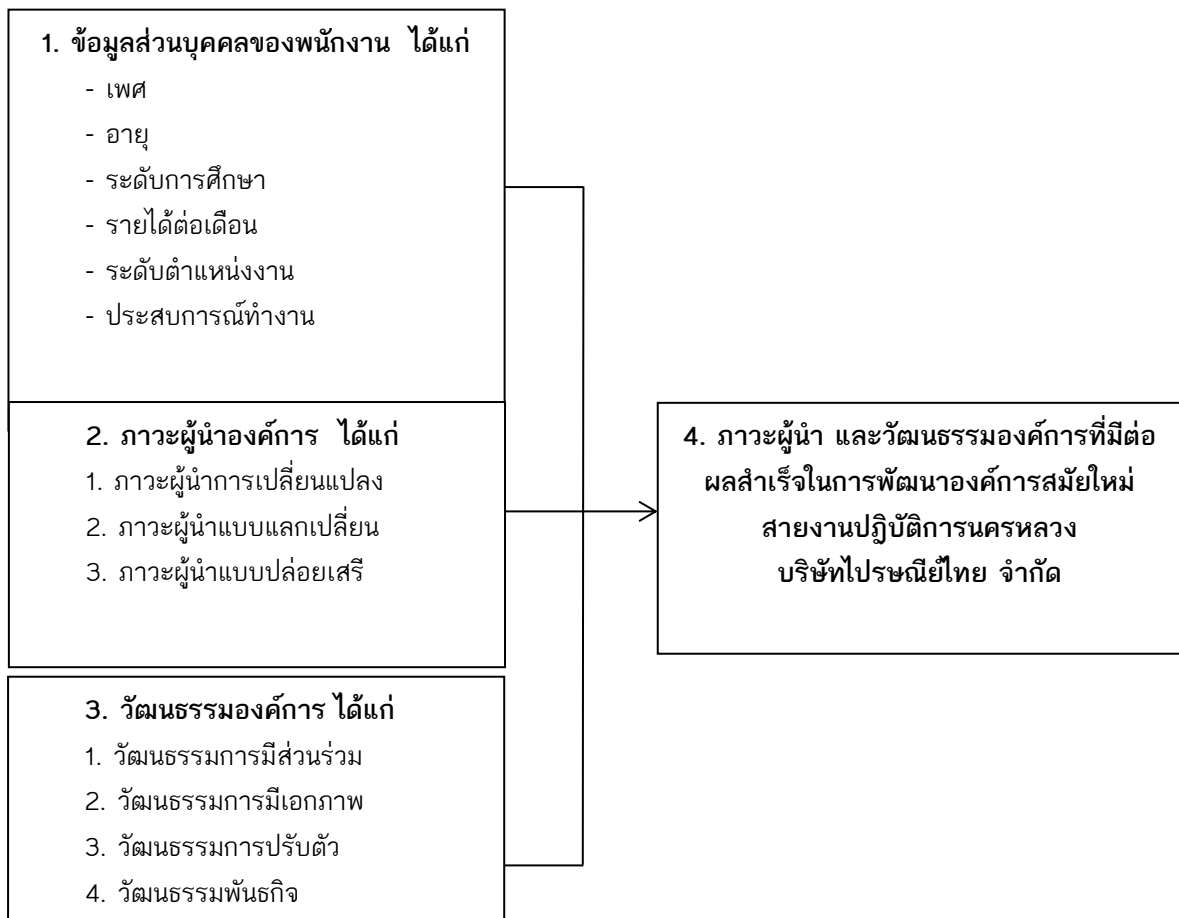 1. ข้อมูลส่วนบุคคลของพนักงาน ได้แก่
- เพศ
- อายุ
- ระดับการศึกษา
- รายได้ต่อเดือน
- ระดับตำแหน่งงาน
- ประสบการณ์ทำงาน
2. ภาวะผู้นำองค์การ ได้แก่
1. ภาวะผู้นำการเปลี่ยนแปลง
2. ภาวะผู้นำแบบแลกเปลี่ยน
3. ภาวะผู้นำแบบปล่อยเสรี
3. วัฒนธรรมองค์การ ได้แก่
1. วัฒนธรรมการมีส่วนร่วม
2. วัฒนธรรมการมีเอกภาพ
3. วัฒนธรรมการปรับตัว
4. วัฒนธรรมพันธกิจ
4. ภาวะผู้นำ และวัฒนธรรมองค์การที่มีต่อ
ผลสำเร็จในการพัฒนาองค์การสมัยใหม่
สายงานปฏิบัติการนครหลวง
บริษัทไปรษณีย์ไทย จำกัด